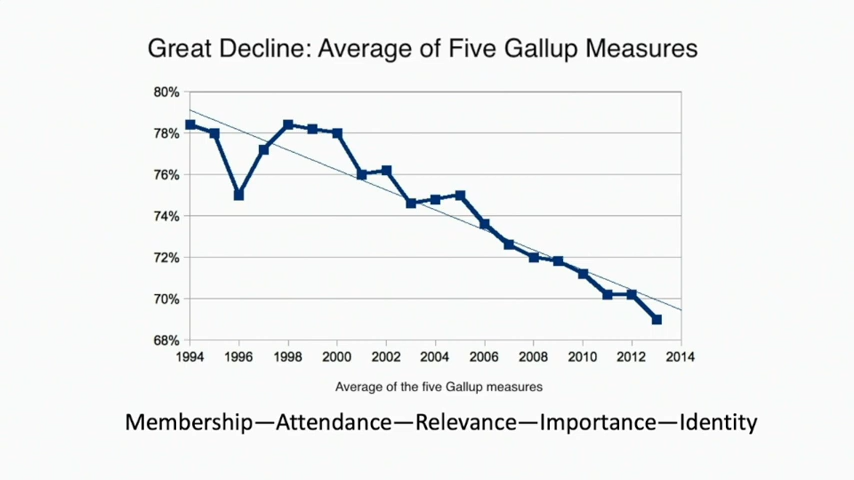 Great Decline: Average of Five Gallup Measures
80%
78%
76%
74%
72%
70%
68%
1994 1996 1998 2000 2002 2004 2006 2008 2010 2012 2014
Average of the five Gallup measures
Membership—Attendance—Relevance—Importance—Identity